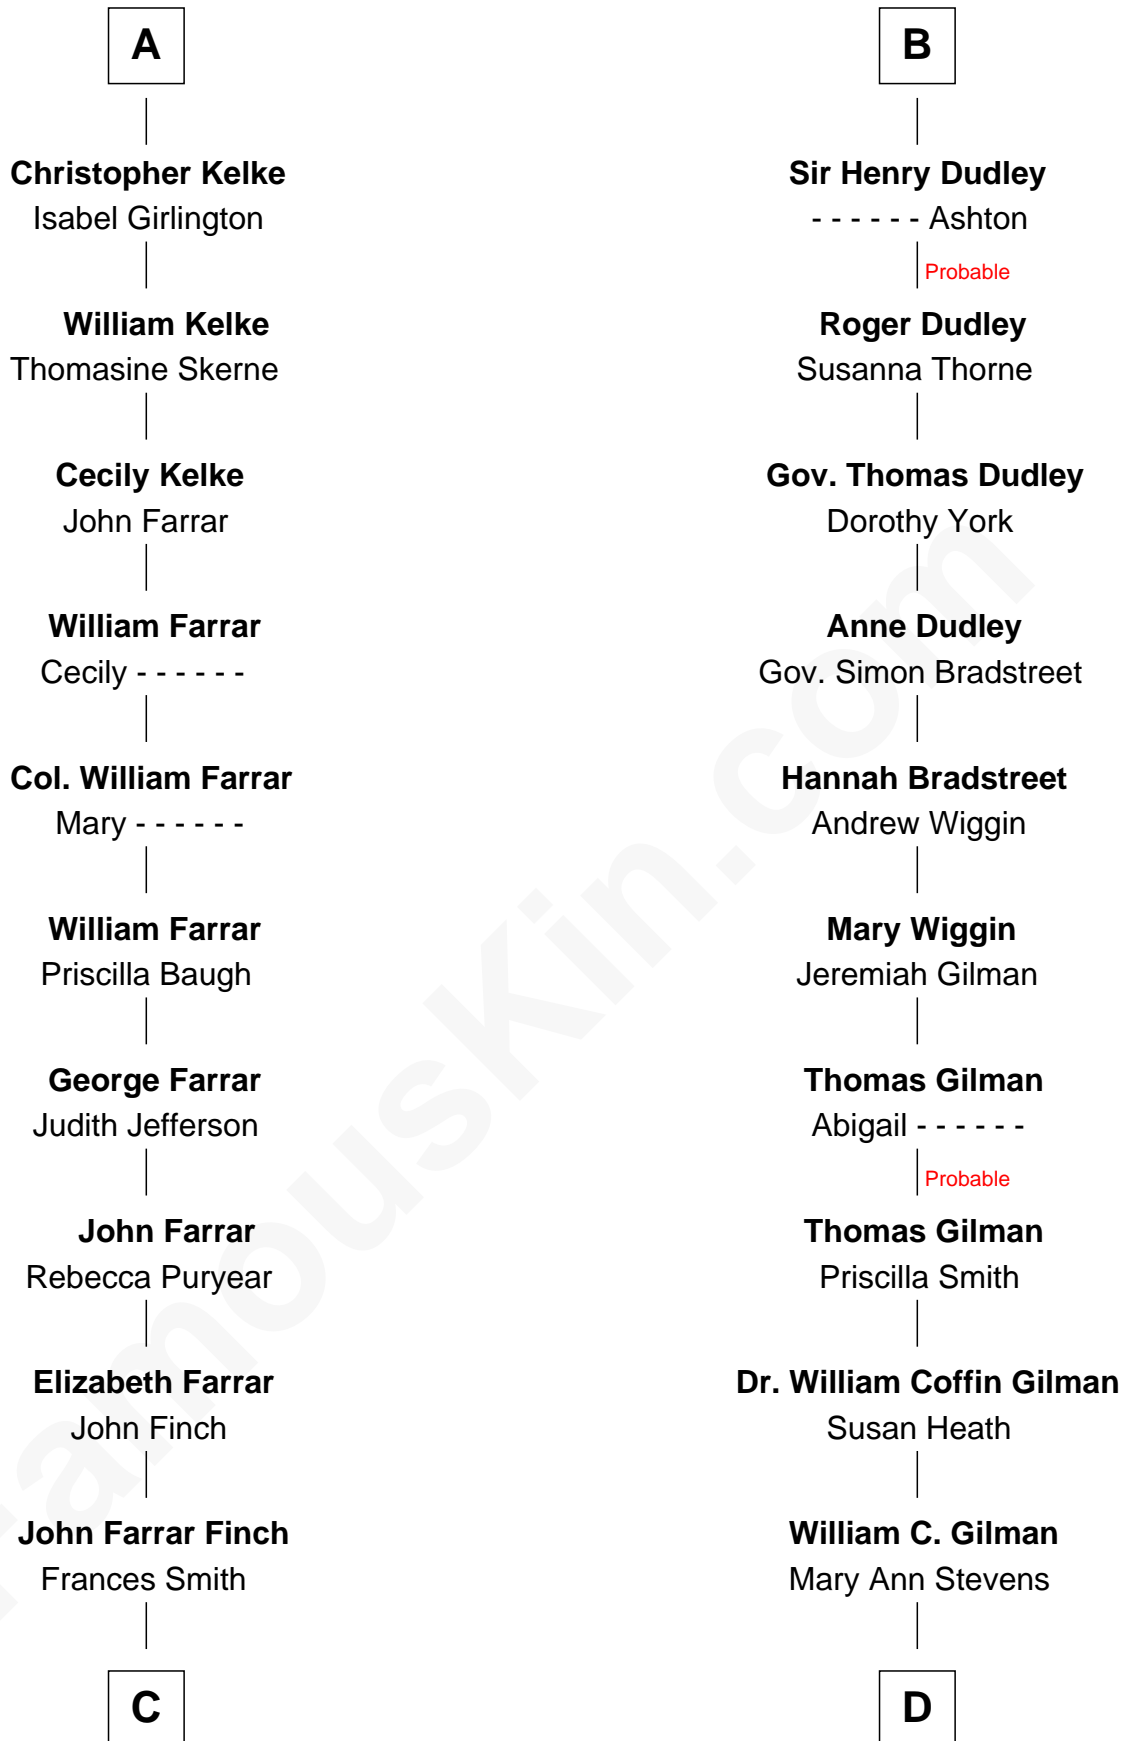 A
Christopher Kelke
Isabel Girlington
William Kelke
Thomasine Skerne
Cecily Kelke
John Farrar
William Farrar
Cecily - - - - - -
Col. William Farrar
Mary - - - - - -
William Farrar
Priscilla Baugh
George Farrar
Judith Jefferson
John Farrar
Rebecca Puryear
Elizabeth Farrar
John Finch
John Farrar Finch
Frances Smith
C
B
Sir Henry Dudley
- - - - - - Ashton
Probable
Roger Dudley
Susanna Thorne
Gov. Thomas Dudley
Dorothy York
Anne Dudley
Gov. Simon Bradstreet
Hannah Bradstreet
Andrew Wiggin
Mary Wiggin
Jeremiah Gilman
Thomas Gilman
Abigail - - - - - -
Probable
Thomas Gilman
Priscilla Smith
Dr. William Coffin Gilman
Susan Heath
William C. Gilman
Mary Ann Stevens
D
FamousKin.com